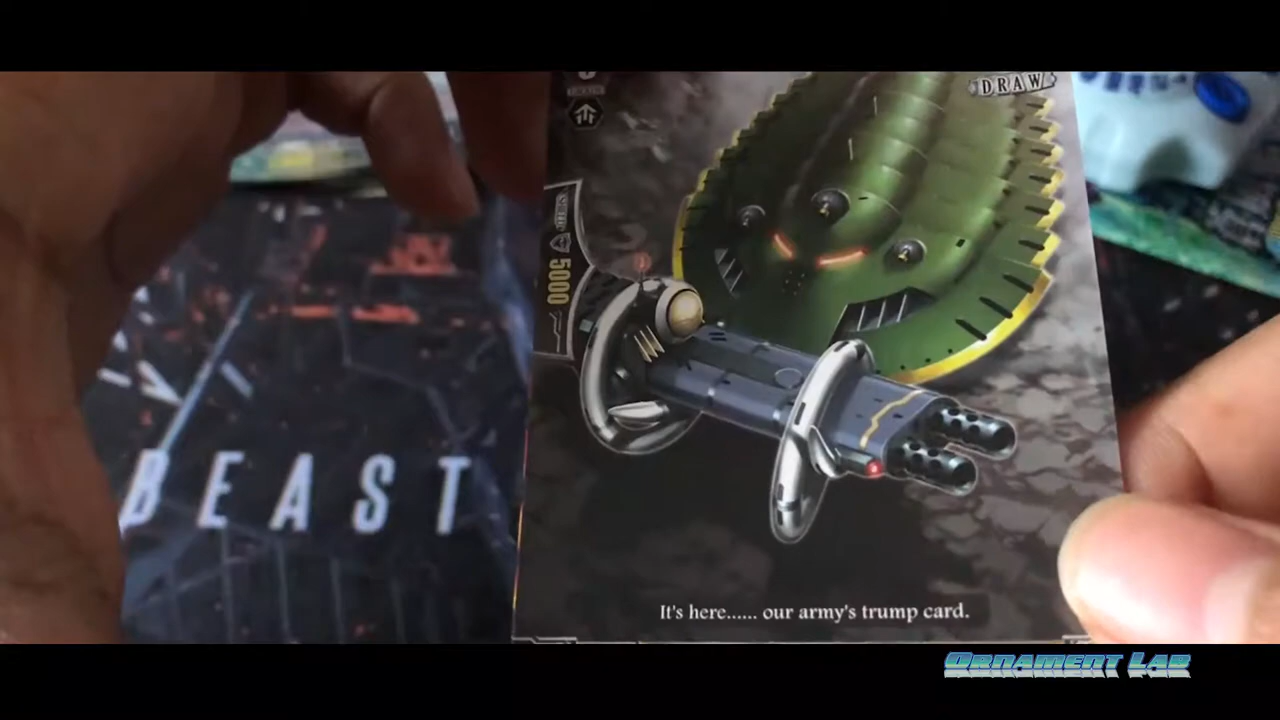 DRAW
5000
BEAST
It's here...... our army's trump card.
ORNAMENT LAB